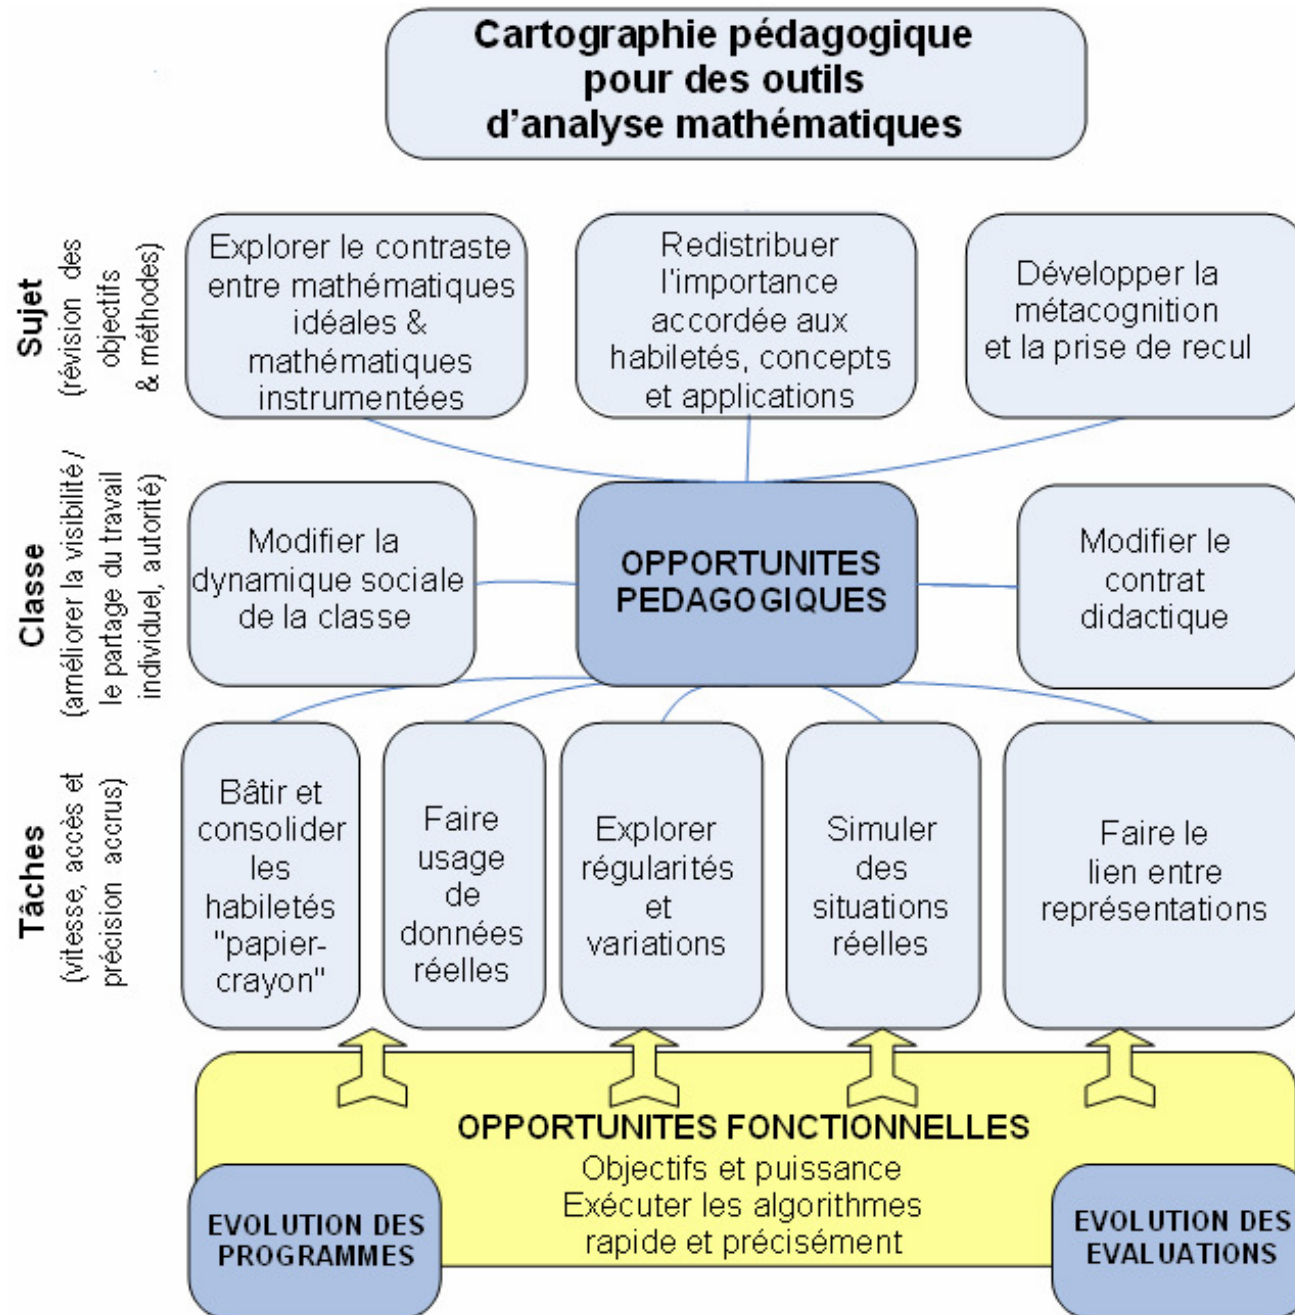 Cartographie pédagogique
pour des outils
d'analyse mathématiques
Sujet
(révision des
objectifs
& méthodes)
Explorer le contraste
entre mathématiques
idéales &
mathématiques
instrumentées
Redistribuer
l'importance
accordée aux
habiletés, concepts
et applications
Développer la
métacognition
et la prise de recul
Classe
(améliorer la visibilité /
le partage du travail
individuel, autorité)
Modifier la
dynamique sociale
de la classe
OPPORTUNITES
PEDAGOGIQUES
Modifier le
contrat
didactique
Tâches
(vitesse, accès et
précision accrus)
Bâtir et
consolider
les
habiletés
"papier-
crayon"
Faire
usage
de
données
réelles
Explorer
régularités
et
variations
Simuler
des
situations
réelles
Faire le
lien entre
représentations
OPPORTUNITES FONCTIONNELLES
Objectifs et puissance
Exécuter les algorithmes
rapide et précisément
EVOLUTION DES
PROGRAMMES
EVOLUTION DES
EVALUATIONS